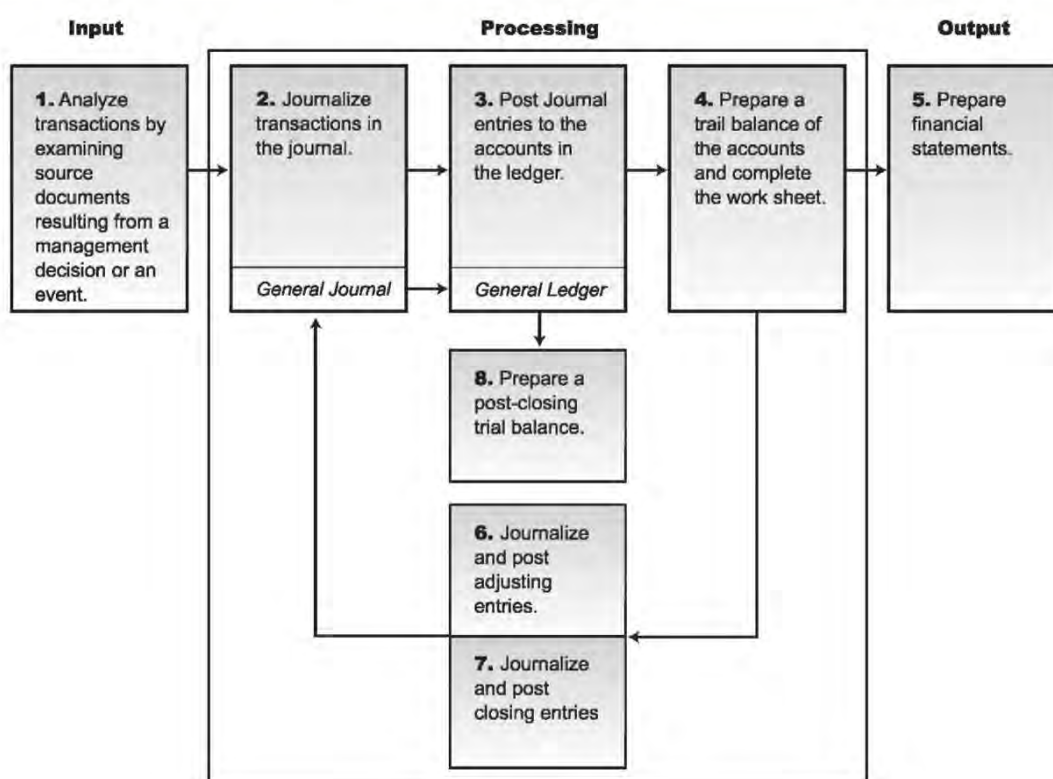 Input
Processing
Output
1. Analyze
transactions by
examining
source
documents
resulting from a
management
decision or an
event.
2. Journalize
transactions in
the journal.
General Journal
3. Post Journal
entries to the
accounts in
the ledger.
General Ledger
4. Prepare a
trail balance of
the accounts
and complete
the work sheet.
5. Prepare
financial
statements.
8. Prepare a
post-closing
trial balance.
6. Journalize
and post
adjusting
entries.
7. Journalize
and post
closing entries